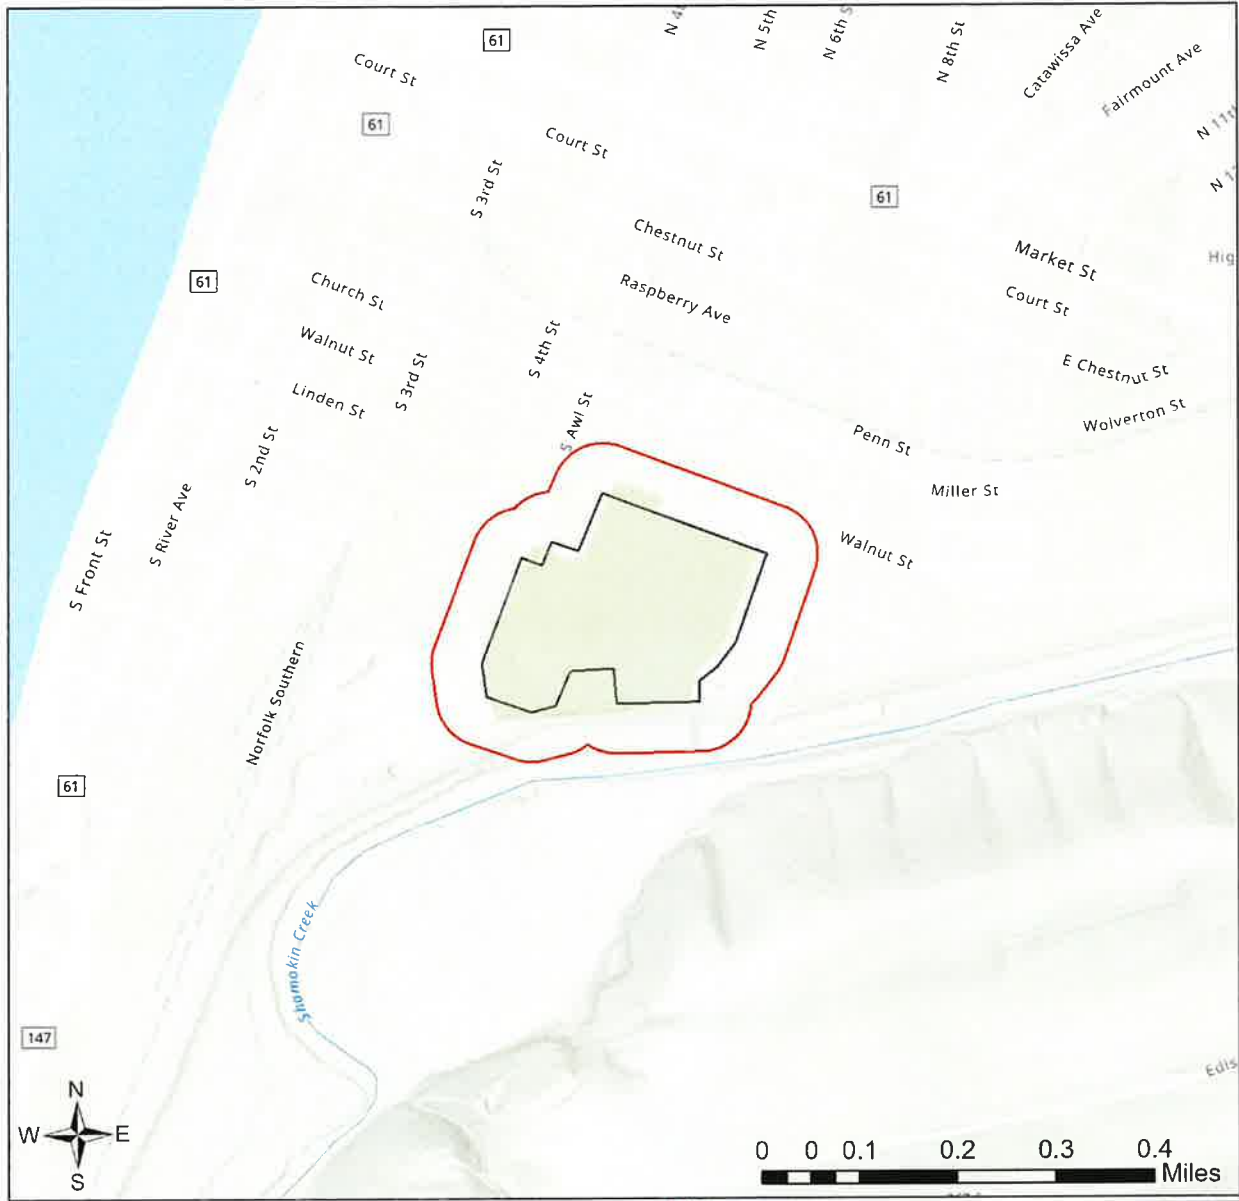 61
N 5th
N 6th S
N 8th St
Catawissa Ave
Fairmount Ave
Court St
61
Court St
N 11th
S 3rd St
61
Chestnut St
Market St
61
Church St
Raspberry Ave
Court St
Walnut St
S 4th St
S 3rd St
E Chestnut St
Linden St
S Awl St
Wolverton St
S 2nd St
Penn St
Miller St
S River Ave
S Front St
Walnut St
Norfolk Southern
61
Shamokin Creek
147
N
W
E
S
0 0 0.1 0.2 0.3 0.4
Miles